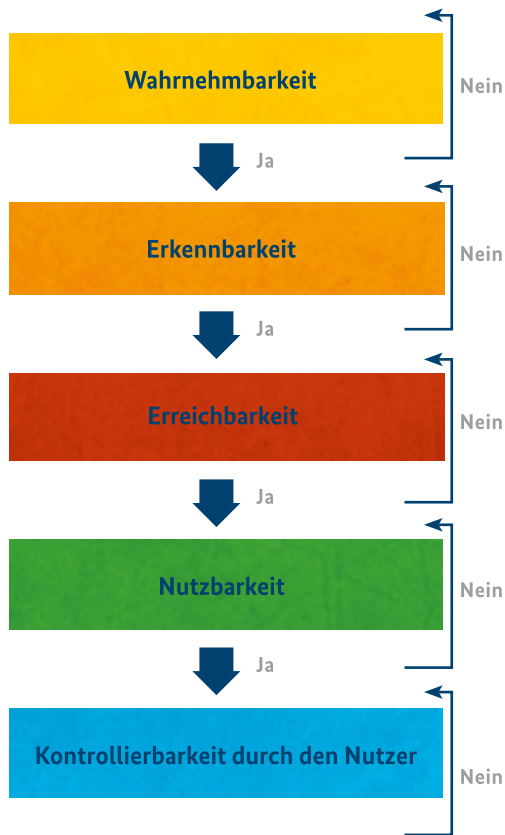 Wahrnehmbarkeit
Nein
Ja
Erkennbarkeit
Nein
Ja
Erreichbarkeit
Nein
Ja
Nutzbarkeit
Nein
Ja
Kontrollierbarkeit durch den Nutzer
Nein